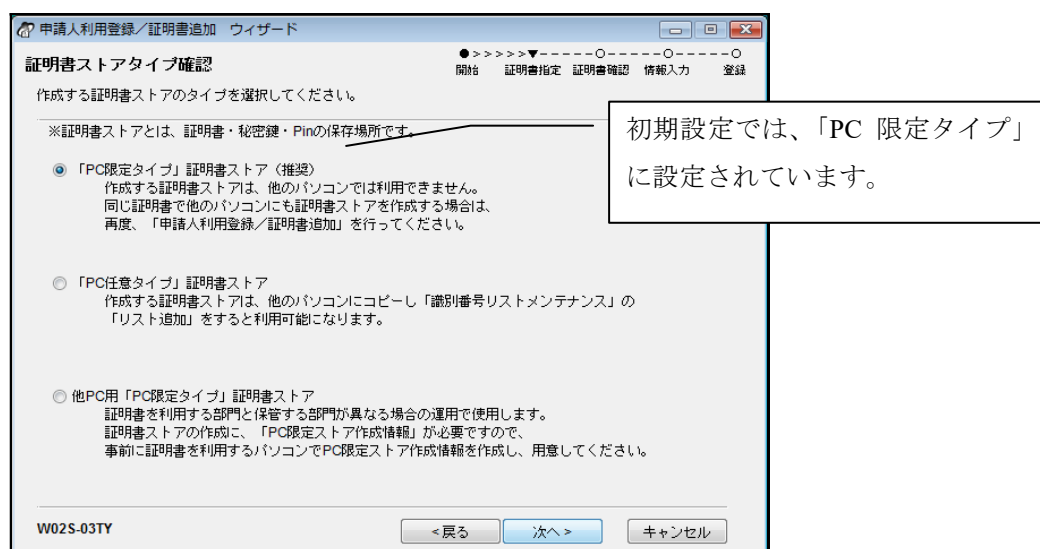 申請人利用登録／証明書追加　ウィザード
証明書ストアタイプ確認
●>>>>>▼-----○-----○-----○
開始　証明書指定　証明書確認　情報入力　登録
作成する証明書ストアのタイプを選択してください。
※証明書ストアとは、証明書・秘密鍵・Pinの保存場所です。
初期設定では、「PC 限定タイプ」
に設定されています。
「PC限定タイプ」証明書ストア（推奨）
作成する証明書ストアは、他のパソコンでは利用できません。
同じ証明書で他のパソコンにも証明書ストアを作成する場合は、
再度、「申請人利用登録／証明書追加」を行ってください。
「PC任意タイプ」証明書ストア
作成する証明書ストアは、他のパソコンにコピーし「識別番号リストメンテナンス」の
「リスト追加」をすると利用可能になります。
他PC用「PC限定タイプ」証明書ストア
証明書を利用する部門と保管する部門が異なる場合の運用で使用します。
証明書ストアの作成に、「PC限定ストア作成情報」が必要ですので、
事前に証明書を利用するパソコンでPC限定ストア作成情報を作成し、用意してください。
W02S-03TY
<戻る　次へ>　キャンセル